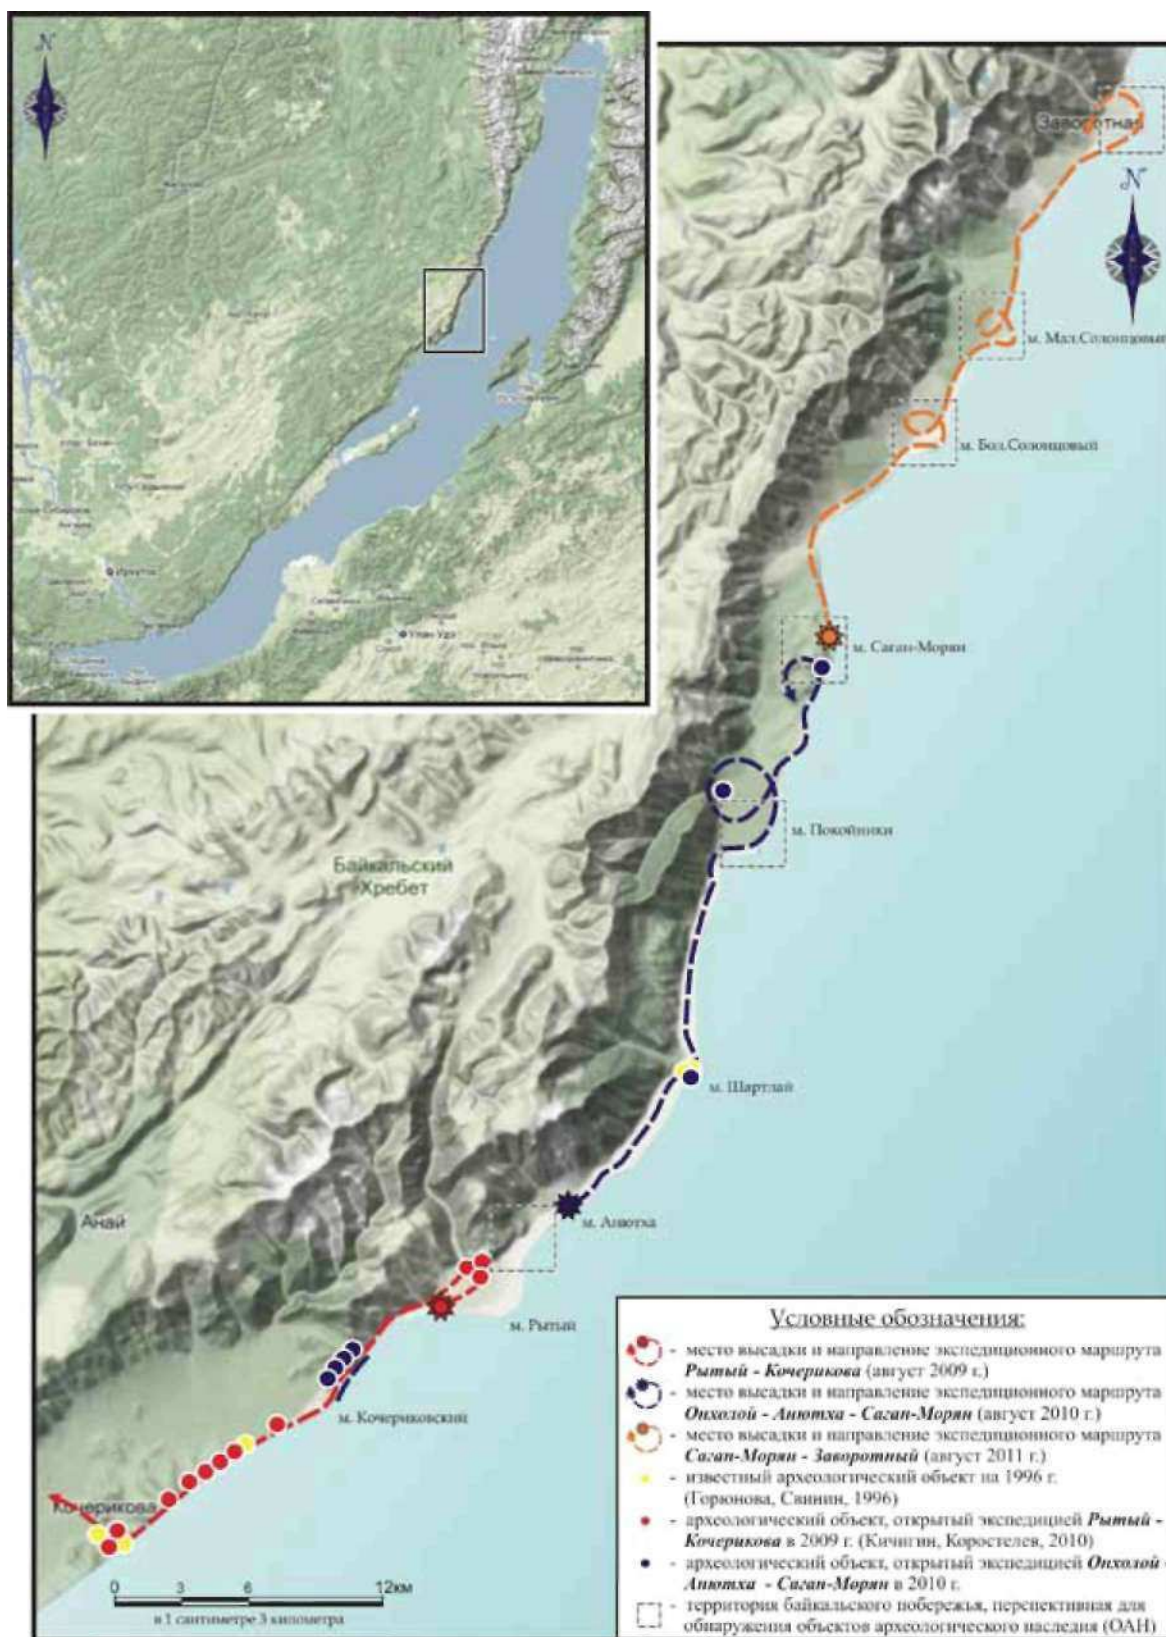 N
Иркутск
Улан-Удэ
Заворотная
N
м. Мал.Солонцовый
м. Бол.Солонцовый
м. Саган-Морян
м. Покойники
Байкальский
Хребет
м. Шартлай
Анай
м. Анютха
м. Рытый
м. Кочериковский
Кочерикова
0 3 6 12км
в 1 сантиметре 3 километра
Условные обозначения:
- место высадки и направление экспедиционного маршрута
Рытый - Кочерикова (август 2009 г.)
- место высадки и направление экспедиционного маршрута
Онхолой - Анютха - Саган-Морян (август 2010 г.)
- место высадки и направление экспедиционного маршрута
Саган-Морян - Заворотный (август 2011 г.)
- известный археологический объект на 1996 г.
(Горюнова, Свинин, 1996)
- археологический объект, открытый экспедицией Рытый -
Кочерикова в 2009 г. (Кичигин, Коростелев, 2010)
- археологический объект, открытый экспедицией Онхолой -
Анютха - Саган-Морян в 2010 г.
- территория байкальского побережья, перспективная для
обнаружения объектов археологического наследия (ОАН)